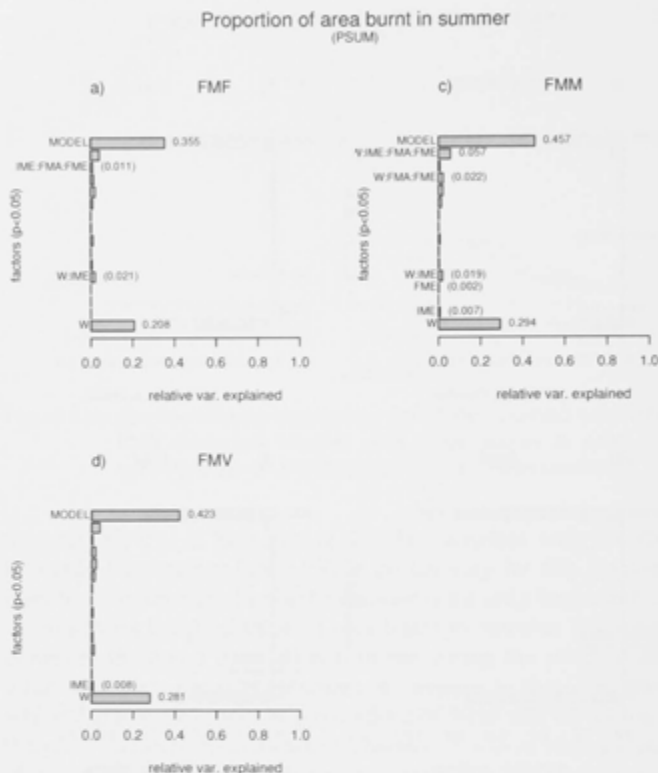 Proportion of area burnt in summer
(PSUM)
a) FMF
MODEL 0.355
IME:FMA:FME (0.011)
W:IME (0.021)
W 0.208
factors (p<0.05)
0.0 0.2 0.4 0.6 0.8 1.0
relative var. explained
c) FMM
MODEL 0.457
W:IME:FMA:FME 0.057
W:FMA:FME (0.022)
W:IME (0.019)
FME (0.002)
IME (0.007)
W 0.294
factors (p<0.05)
0.0 0.2 0.4 0.6 0.8 1.0
relative var. explained
d) FMV
MODEL 0.423
IME (0.008)
W 0.281
factors (p<0.05)
0.0 0.2 0.4 0.6 0.8 1.0
relative var. explained